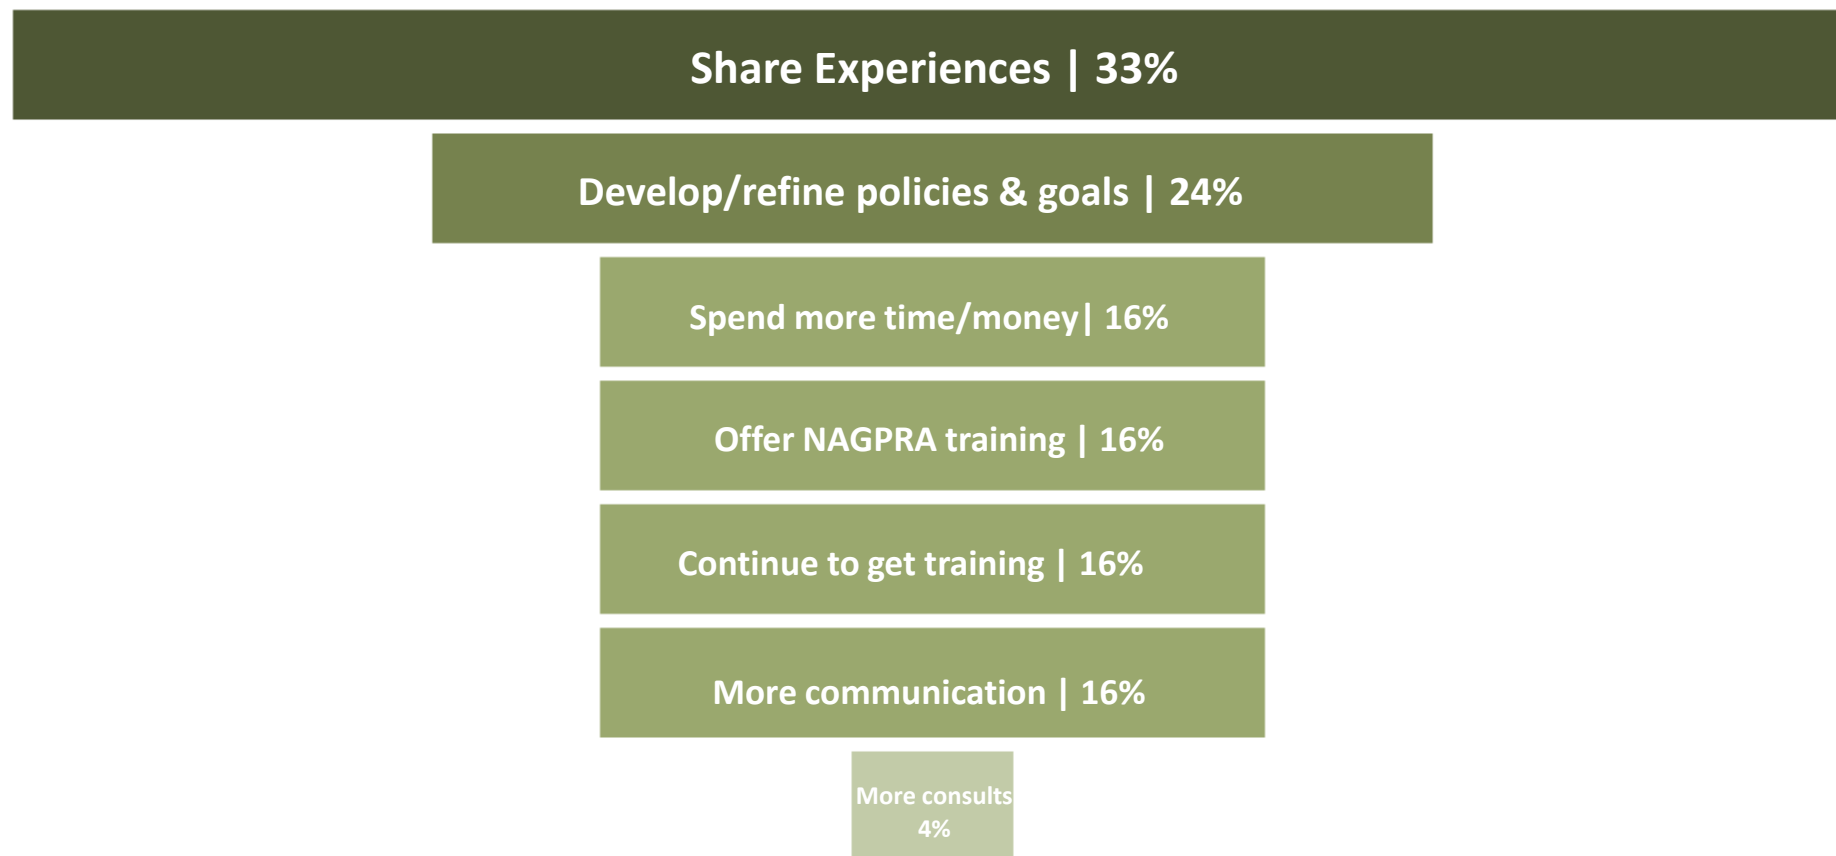 Share Experiences | 33%
Develop/refine policies & goals | 24%
Spend more time/money| 16%
Offer NAGPRA training | 16%
Continue to get training | 16%
More communication | 16%
More consults
4%